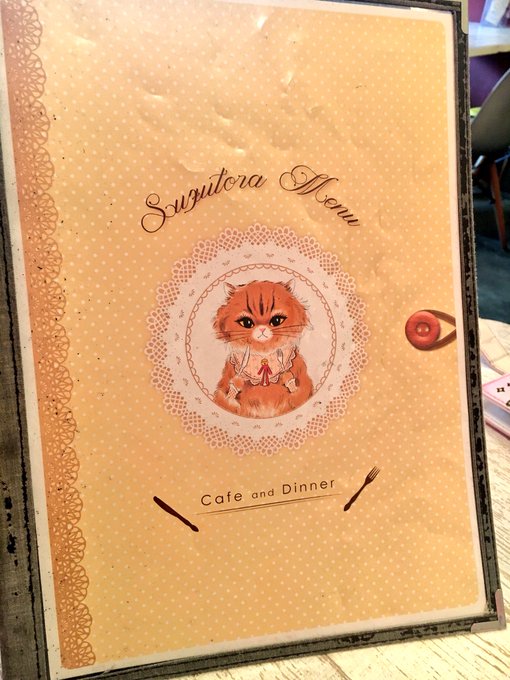 Suzutora Menu
Cafe and Dinner